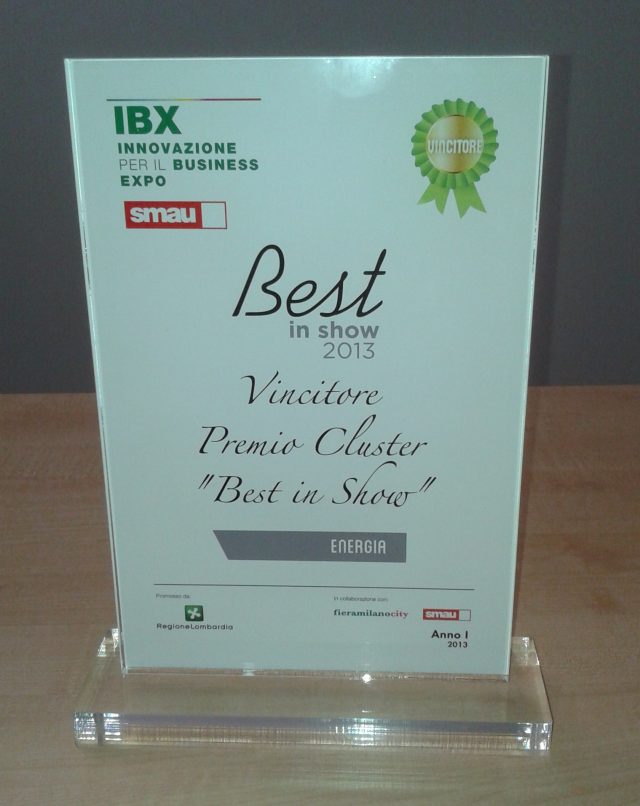 IBX
INNOVAZIONE
PER IL BUSINESS
EXPO
smau
VINCITORE
Best
in show
2013
Vincitore
Premio Cluster
"Best in Show"
ENERGIA
Promosso da:
RegioneLombardia
In collaborazione con:
fieramilanocity
smau
Anno I
2013